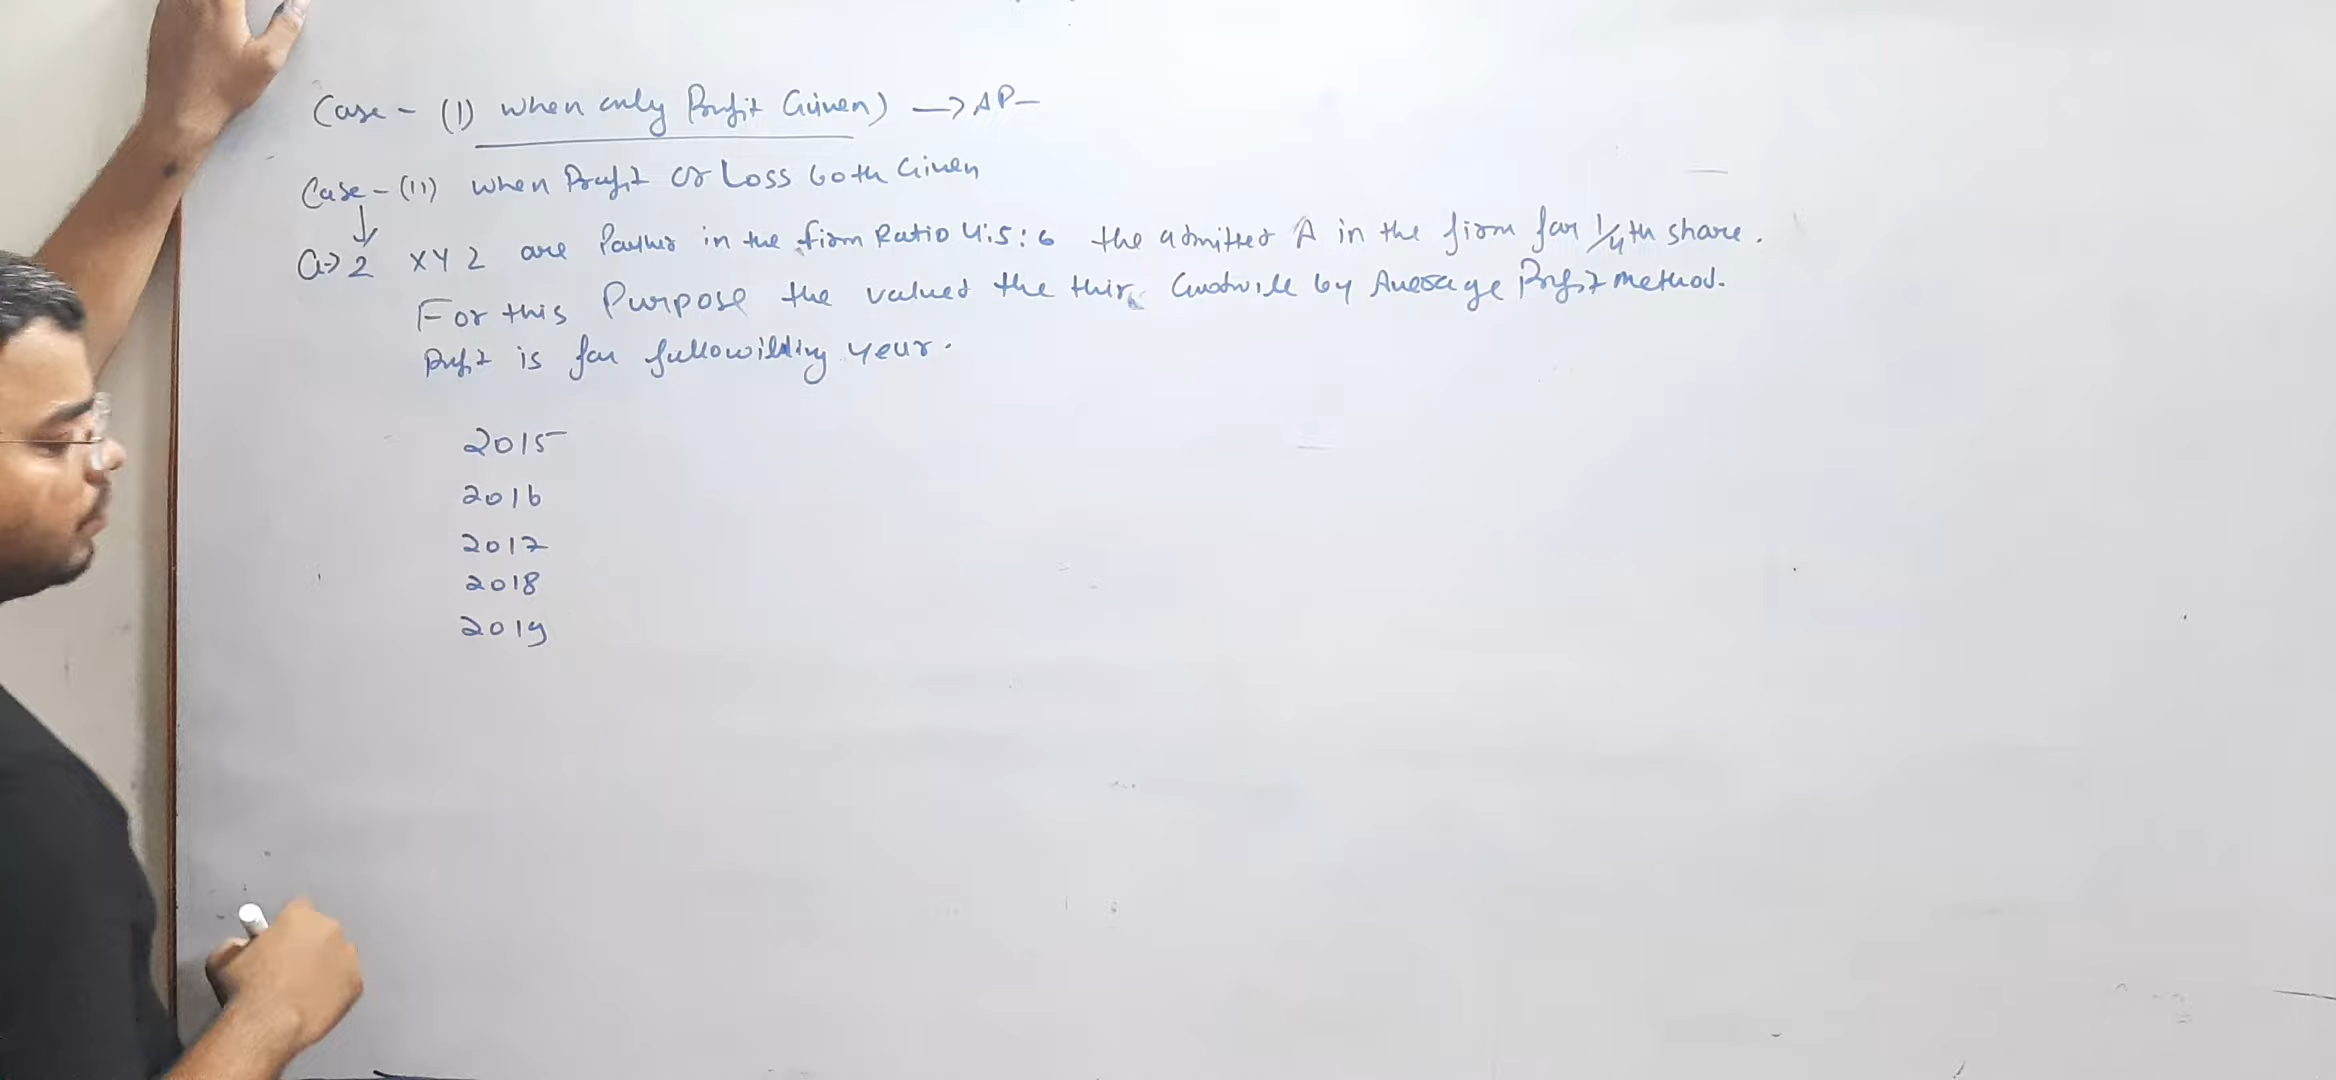 Case - (I) when only Profit Given) → AP-
Case - (II) when Profit or Loss both Given
Q→2 XYZ are Partner in the firm Ratio 4:5:6 the admitted A in the firm for 1/4th share.
For this Purpose the valued the thir Goodwill by Average Profit method.
Profit is for following year.
2015
2016
2017
2018
2019